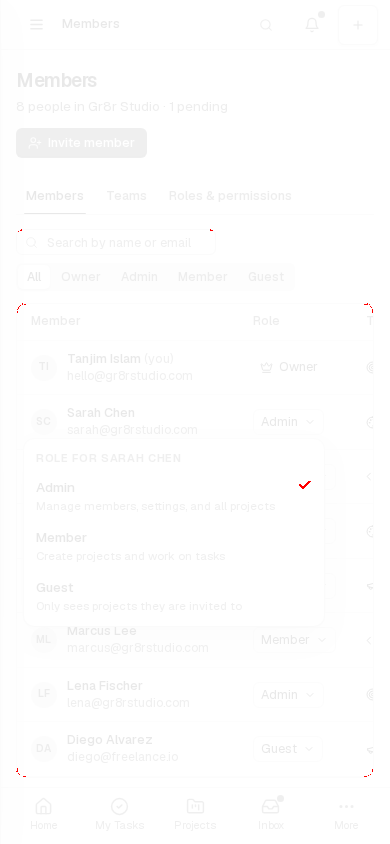 Members
Members
8 people in Gr8r Studio · 1 pending
Invite member
Members Teams Roles & permissions
Search by name or email
All Owner Admin Member Guest
Member Role
TI Tanjim Islam (you) Owner
hello@gr8rstudio.com
SC Sarah Chen Admin
sarah@gr8rstudio.com
ROLE FOR SARAH CHEN
Admin
Manage members, settings, and all projects
Member
Create projects and work on tasks
Guest
Only sees projects they are invited to
ML Marcus Lee Member
marcus@gr8rstudio.com
LF Lena Fischer Admin
lena@gr8rstudio.com
DA Diego Alvarez Guest
diego@freelance.io
Home My Tasks Projects Inbox More